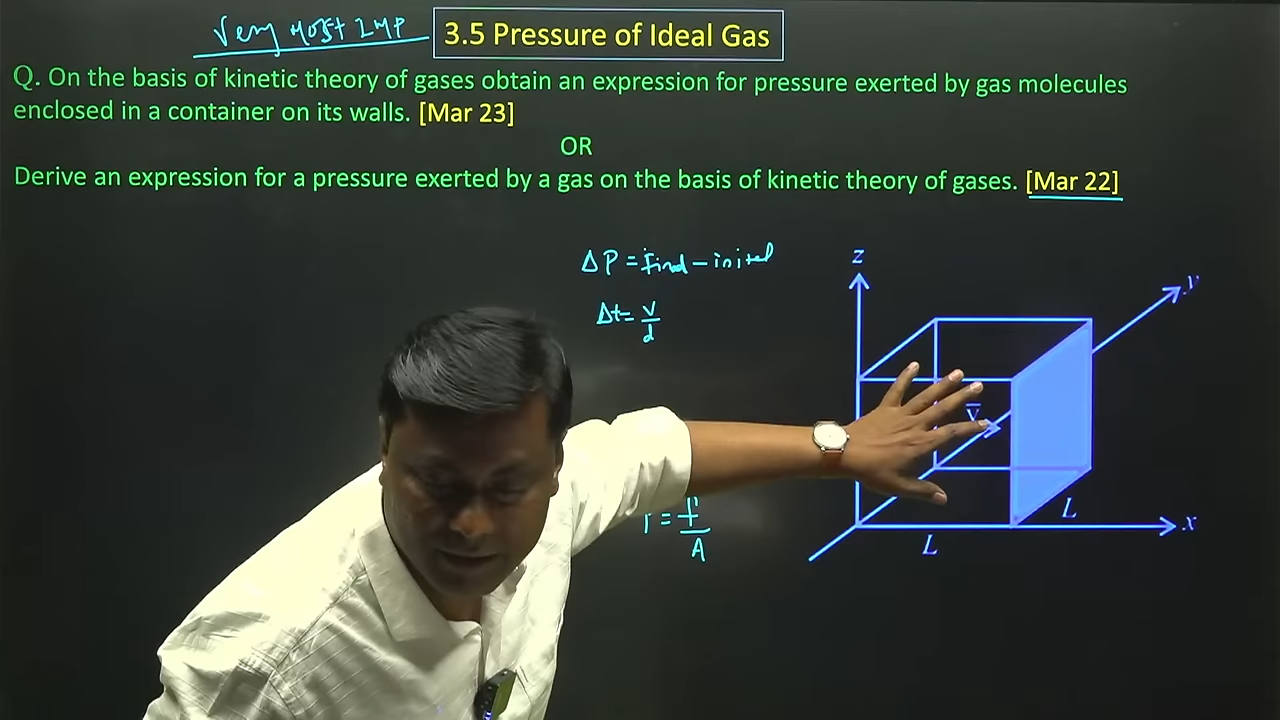 Very most IMP
3.5 Pressure of Ideal Gas
Q. On the basis of kinetic theory of gases obtain an expression for pressure exerted by gas molecules
enclosed in a container on its walls. [Mar 23]
OR
Derive an expression for a pressure exerted by a gas on the basis of kinetic theory of gases. [Mar 22]
ΔP = final - inital
Δt = v/d
= F/A
z
y
v̅
L
x
L